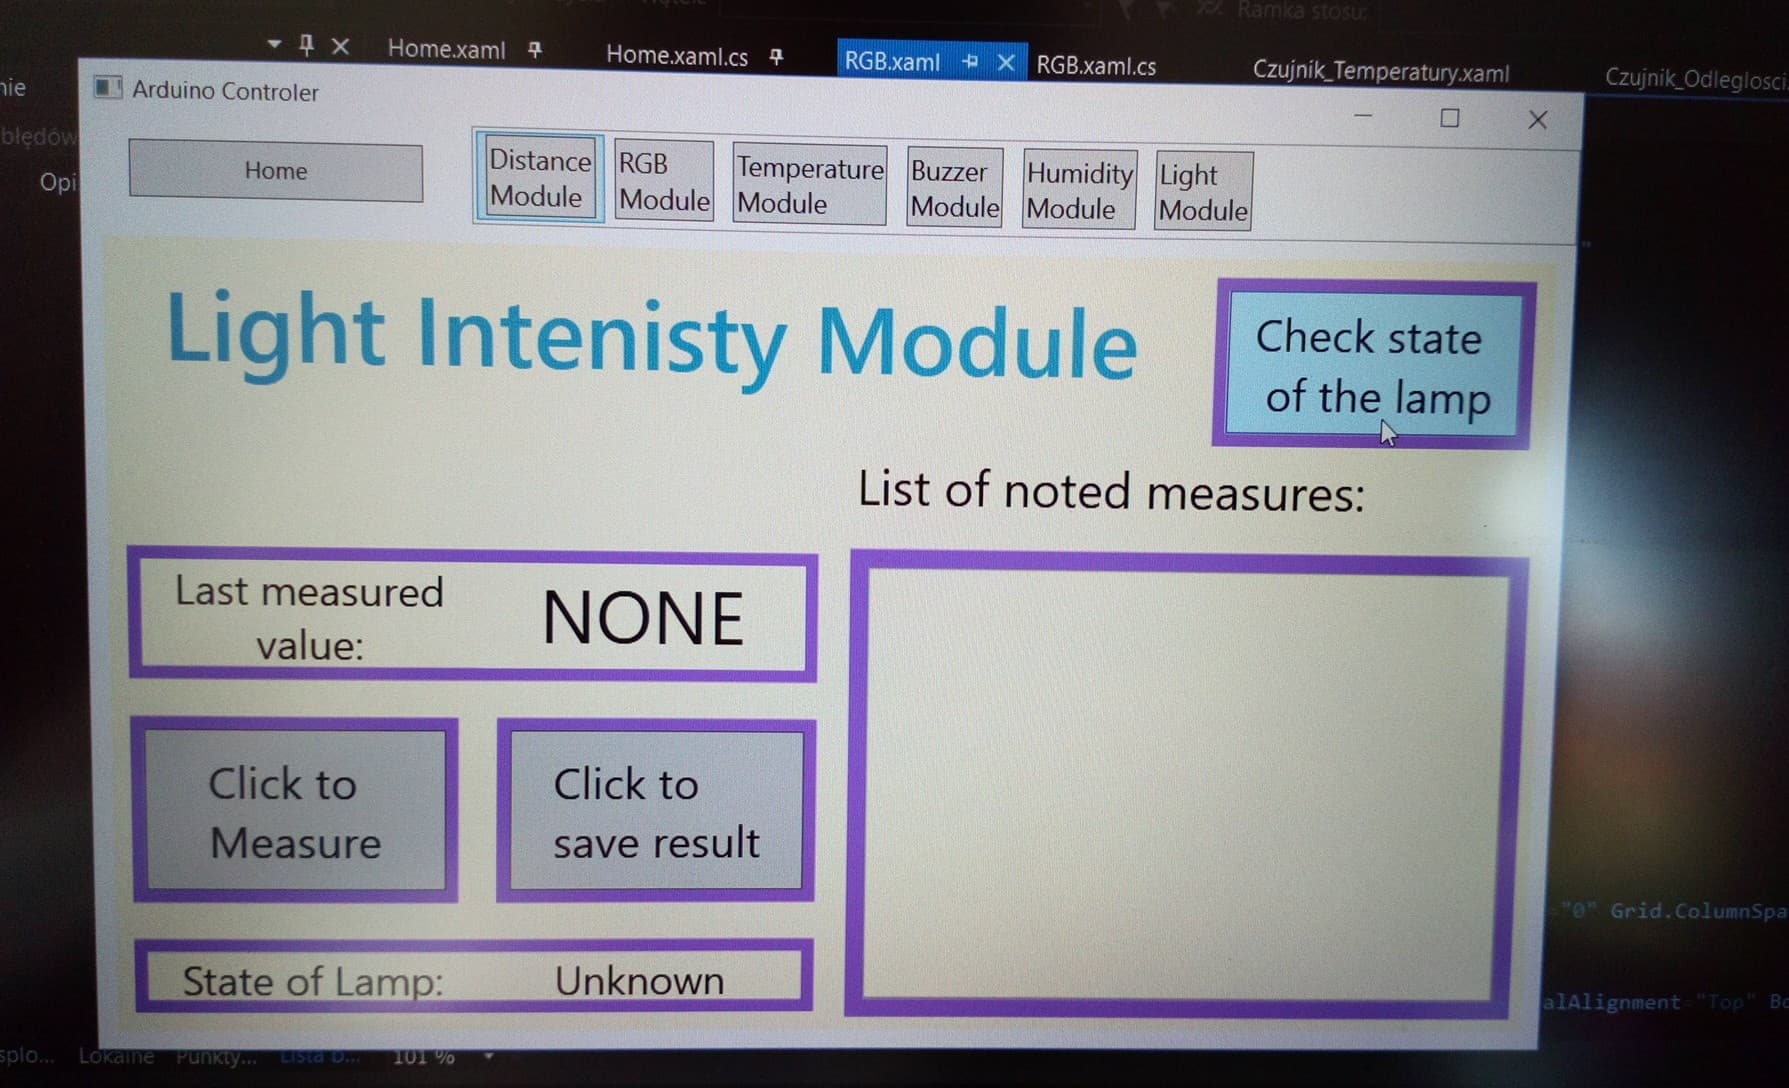 Ramka stosu:
Home.xaml
Home.xaml.cs
RGB.xaml
RGB.xaml.cs
Czujnik_Temperatury.xaml
Czujnik_Odleglosci.
nie
błędów
Opi
Arduino Controler
Home
Distance
Module
RGB
Module
Temperature
Module
Buzzer
Module
Humidity
Module
Light
Module
Light Intenisty Module
Check state
of the lamp
List of noted measures:
Last measured
value:
NONE
Click to
Measure
Click to
save result
State of Lamp:
Unknown
"0" Grid.ColumnSpa
alAlignment="Top" Bo
splo...
Lokalne
Punkty...
Lista b...
101 %